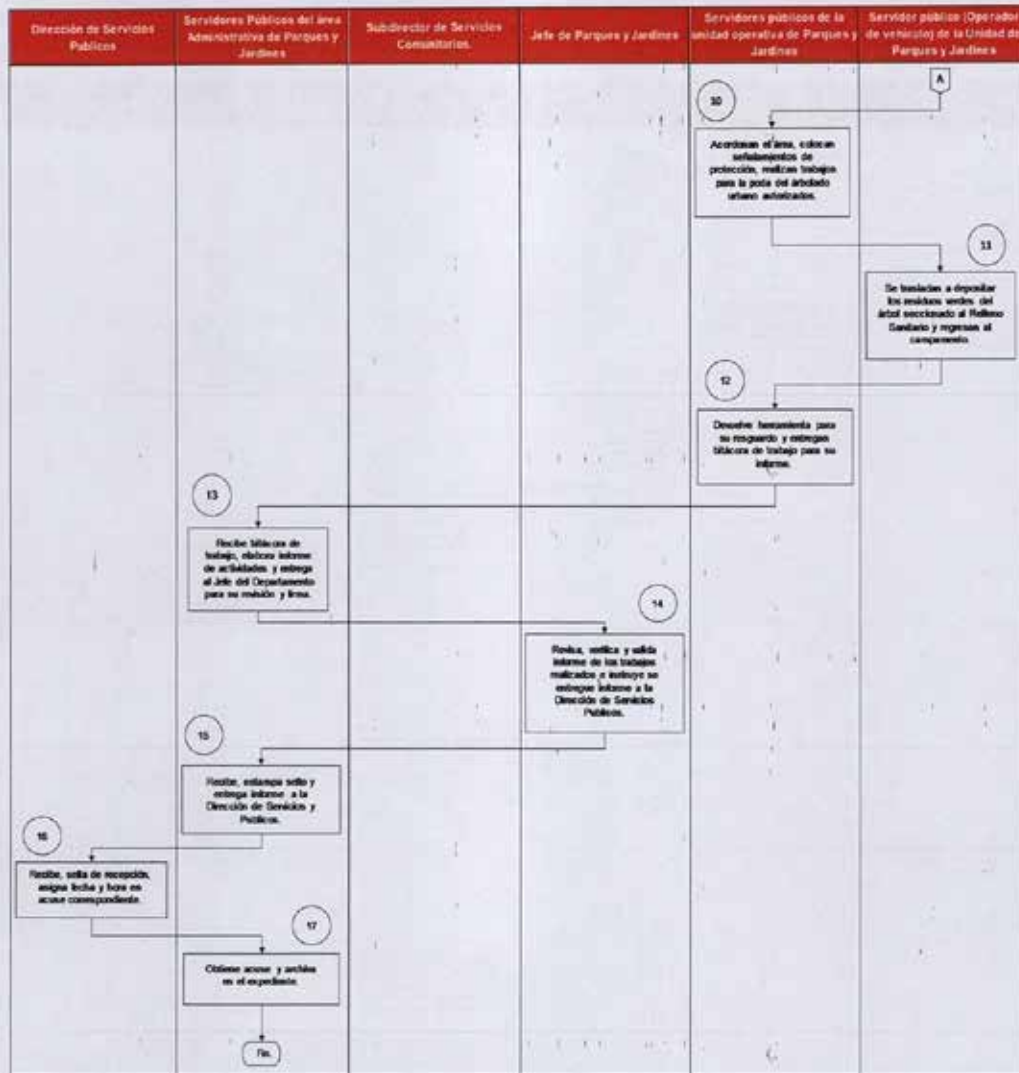 Dirección de Servicios
Publicos
Servidores Públicos del área
Administrativa de Parques y
Jardines
Subdirector de Servicios
Comunitarios.
Jefe de Parques y Jardines
Servidores públicos de la
unidad operativa de Parques y
Jardines
Servidor público (Operador
de vehículo) de la Unidad de
Parques y Jardines
A
10
Acordonan el área, colocan
señalamientos de
protección, realizan trabajos
para la poda del árbolado
urbano autorizados.
11
Se trasladan a depositar
los residuos verdes del
árbol seccionado al Relleno
Sanitario y regresan al
campamento.
12
Devuelve herramienta para
su resguardo y entregan
bitácora de trabajo para su
informe.
13
Recibe bitácora de
trabajo, elabora informe
de actividades y entrega
al Jefe del Departamento
para su revisión y firma.
14
Revisa, verifica y valida
informe de los trabajos
realizados e instruye se
entregue informe a la
Dirección de Servicios
Públicos.
15
Recibe, estampa sello y
entrega informe a la
Dirección de Servicios y
Públicos.
16
Recibe, sella de recepción,
asigna fecha y hora en
acuse correspondiente.
17
Obtiene acuse y archiva
en el expediente.
Fin.